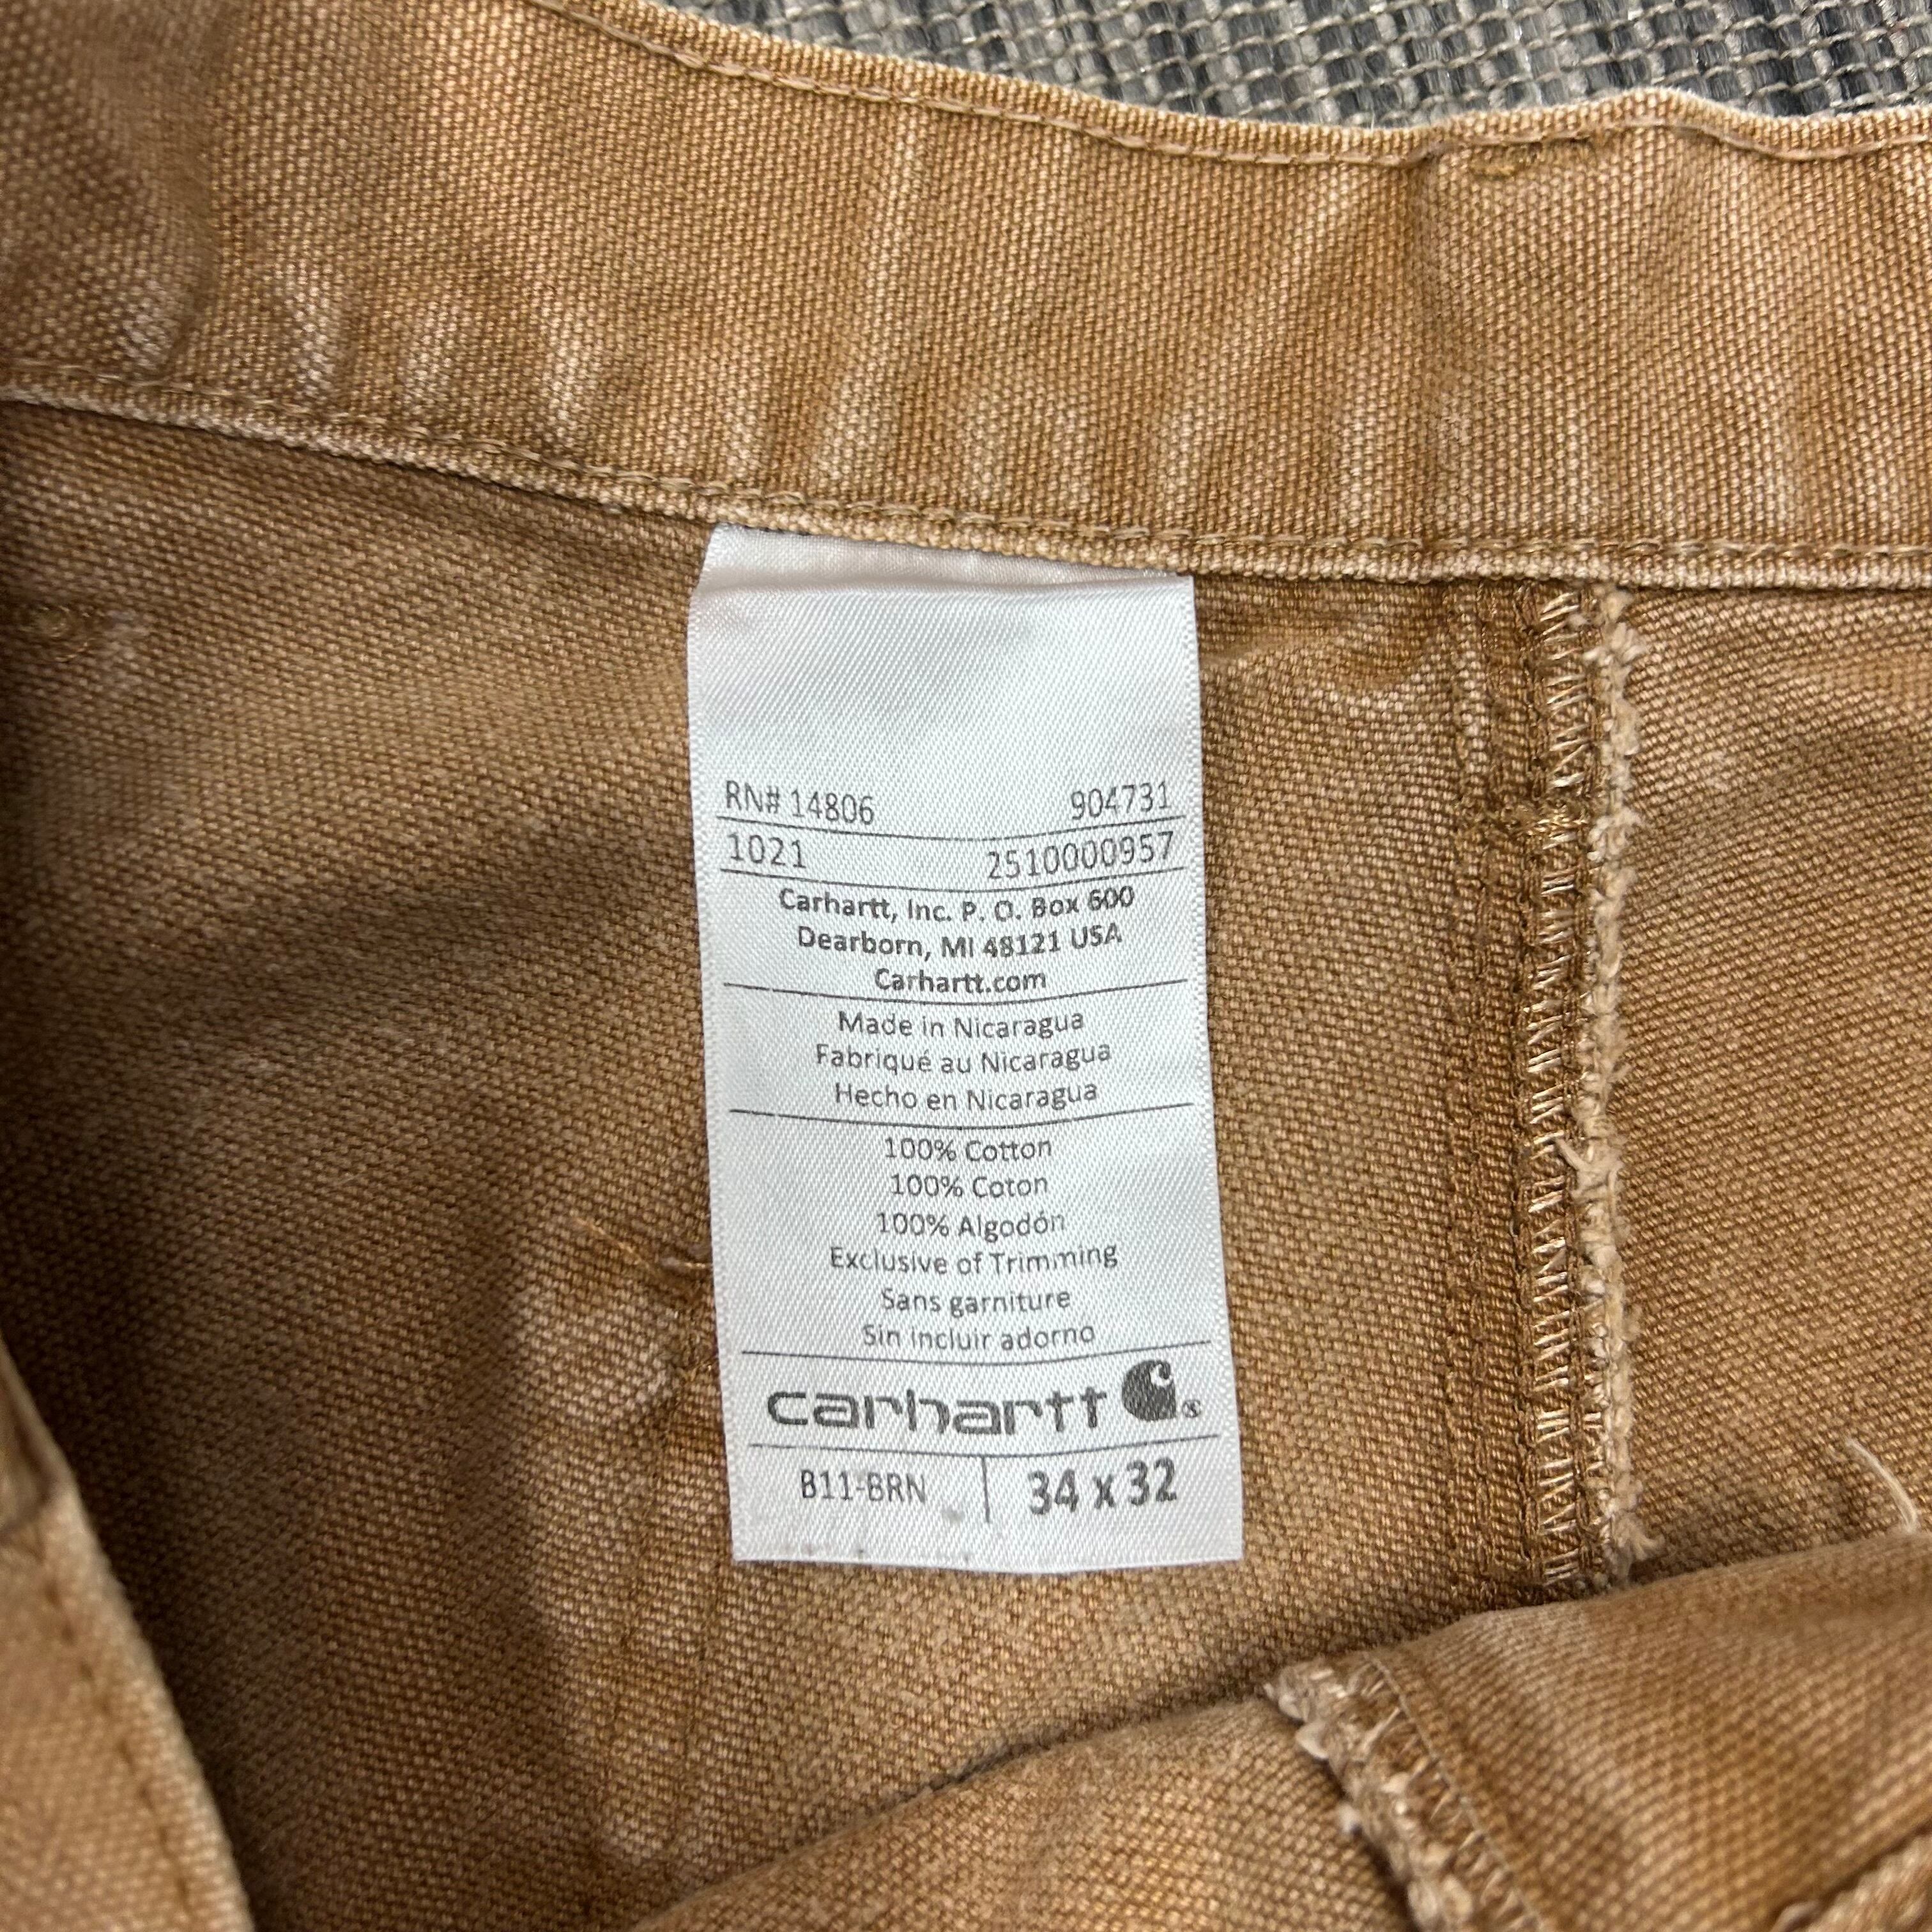 RN# 14806 904731
1021 2510000957
Carhartt, Inc. P. O. Box 600
Dearborn, MI 48121 USA
Carhartt.com
Made in Nicaragua
Fabriqué au Nicaragua
Hecho en Nicaragua
100% Cotton
100% Coton
100% Algodón
Exclusive of Trimming
Sans garniture
Sin incluir adorno
carhartt ®
B11-BRN 34 x 32